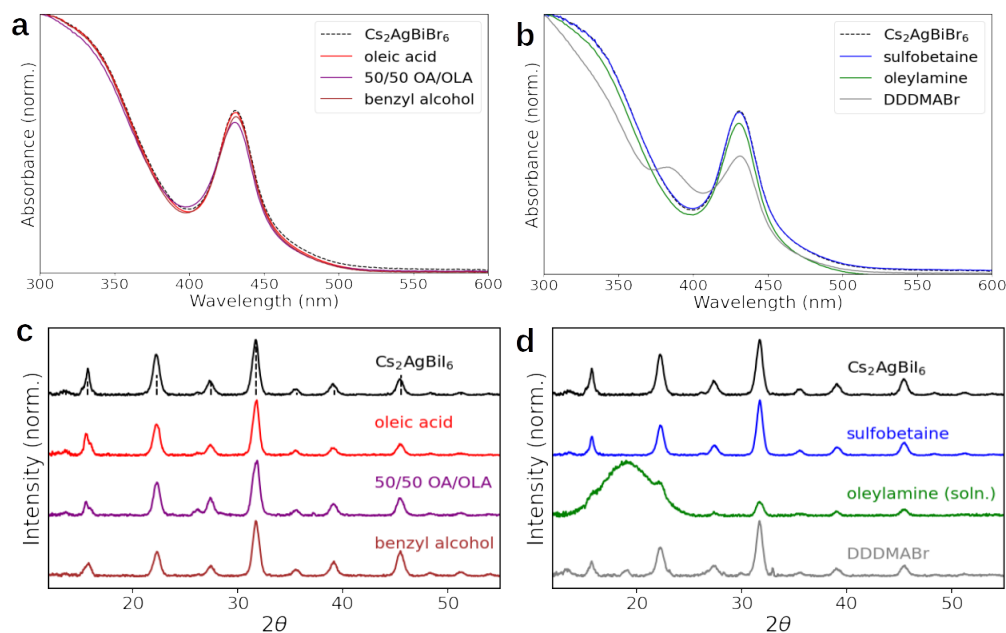 a
Absorbance (norm.)
Cs₂AgBiBr₆
oleic acid
50/50 OA/OLA
benzyl alcohol
300 350 400 450 500 550 600
Wavelength (nm)
b
Absorbance (norm.)
Cs₂AgBiBr₆
sulfobetaine
oleylamine
DDDMABr
300 350 400 450 500 550 600
Wavelength (nm)
c
Intensity (norm.)
Cs₂AgBiI₆
oleic acid
50/50 OA/OLA
benzyl alcohol
20 30 40 50
2θ
d
Intensity (norm.)
Cs₂AgBiI₆
sulfobetaine
oleylamine (soln.)
DDDMABr
20 30 40 50
2θ